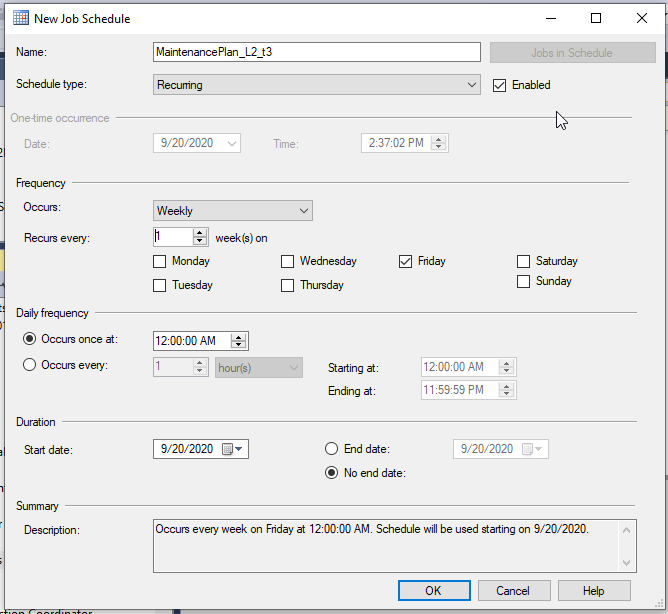 New Job Schedule
Name: MaintenancePlan_L2_t3 Jobs in Schedule
Schedule type: Recurring Enabled
One-time occurrence
Date: 9/20/2020 Time: 2:37:02 PM
Frequency
Occurs: Weekly
Recurs every: 1 week(s) on
Monday Wednesday Friday Saturday
Tuesday Thursday Sunday
Daily frequency
Occurs once at: 12:00:00 AM
Occurs every: 1 hour(s) Starting at: 12:00:00 AM
Ending at: 11:59:59 PM
Duration
Start date: 9/20/2020 End date: 9/20/2020
No end date:
Summary
Description: Occurs every week on Friday at 12:00:00 AM. Schedule will be used starting on 9/20/2020.
OK Cancel Help